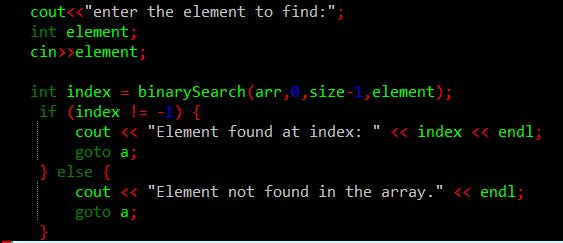 cout<<"enter the element to find:";
int element;
cin>>element;
int index = binarySearch(arr,0,size-1,element);
if (index != -1) {
cout << "Element found at index: " << index << endl;
goto a;
} else {
cout << "Element not found in the array." << endl;
goto a;
}